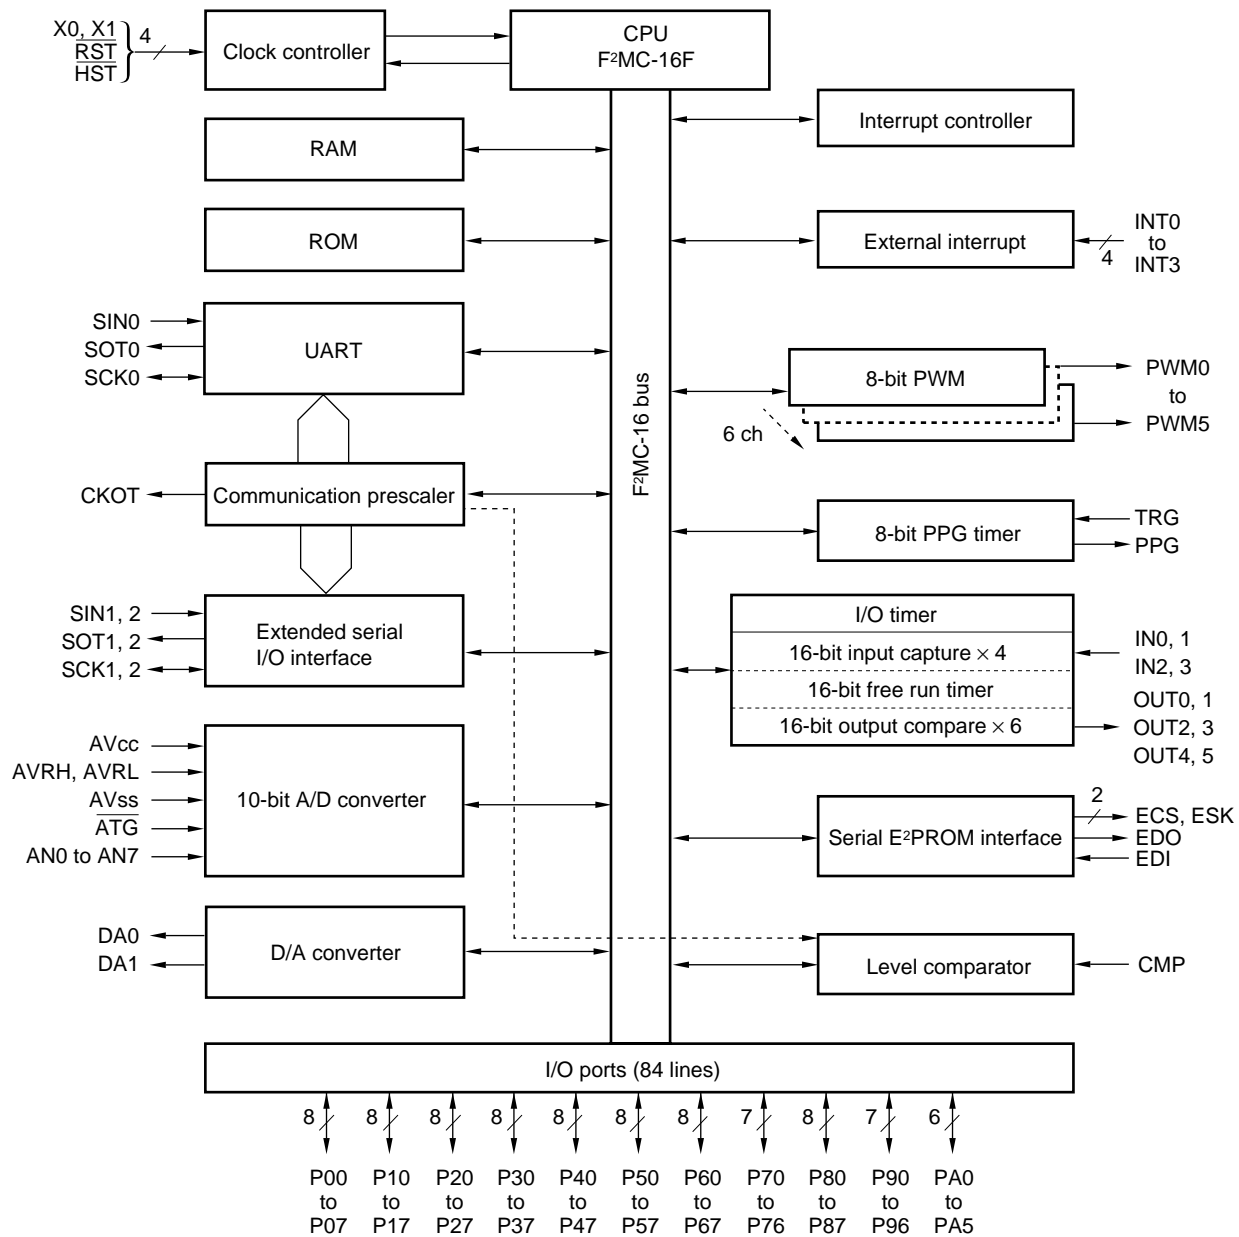 X0, X1
RST
HST
4
Clock controller
CPU
F²MC-16F
Interrupt controller
RAM
ROM
External interrupt
4
INT0
to
INT3
SIN0
SOT0
SCK0
UART
F²MC-16 bus
8-bit PWM
6 ch
PWM0
to
PWM5
CKOT
Communication prescaler
8-bit PPG timer
TRG
PPG
SIN1, 2
SOT1, 2
SCK1, 2
Extended serial
I/O interface
I/O timer
16-bit input capture × 4
16-bit free run timer
16-bit output compare × 6
IN0, 1
IN2, 3
OUT0, 1
OUT2, 3
OUT4, 5
AVcc
AVRH, AVRL
AVss
ATG
AN0 to AN7
10-bit A/D converter
Serial E²PROM interface
2
ECS, ESK
EDO
EDI
DA0
DA1
D/A converter
Level comparator
CMP
I/O ports (84 lines)
8 8 8 8 8 8 8 7 8 7 6
P00 P10 P20 P30 P40 P50 P60 P70 P80 P90 PA0
to to to to to to to to to to to
P07 P17 P27 P37 P47 P57 P67 P76 P87 P96 PA5